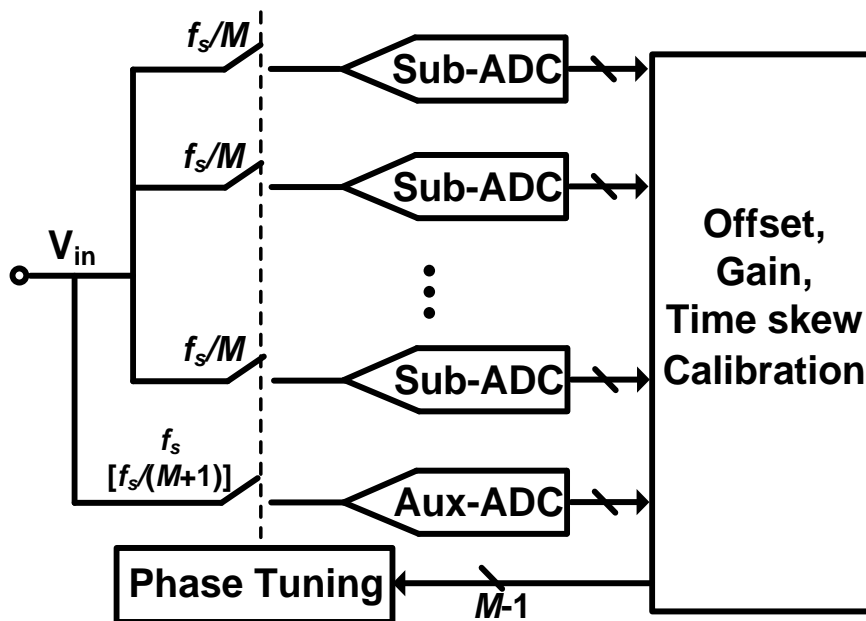 fs/M
Sub-ADC
fs/M
Sub-ADC
Vin
fs/M
Sub-ADC
fs
[fs/(M+1)]
Aux-ADC
Phase Tuning
M-1
Offset,
Gain,
Time skew
Calibration